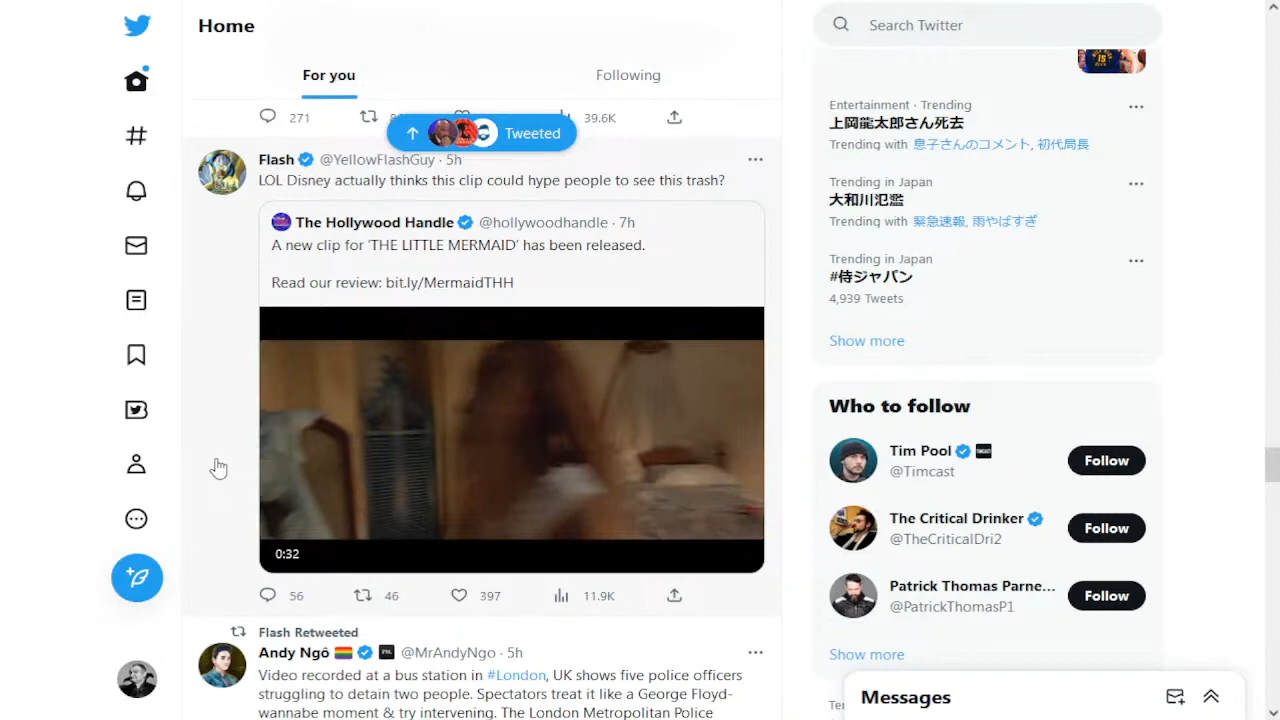 Home
Search Twitter
For you
Following
271
39.6K
Tweeted
Flash @YellowFlashGuy · 5h
LOL Disney actually thinks this clip could hype people to see this trash?
The Hollywood Handle @hollywoodhandle · 7h
A new clip for ‘THE LITTLE MERMAID’ has been released.
Read our review: bit.ly/MermaidTHH
0:32
56
46
397
11.9K
Flash Retweeted
Andy Ngô @MrAndyNgo · 5h
Video recorded at a bus station in #London, UK shows five police officers
struggling to detain two people. Spectators treat it like a George Floyd-
wannabe moment & try intervening. The London Metropolitan Police
Entertainment · Trending
上岡龍太郎さん死去
Trending with 息子さんのコメント, 初代局長
Trending in Japan
大和川氾濫
Trending with 緊急速報, 雨やばすぎ
Trending in Japan
#侍ジャパン
4,939 Tweets
Show more
Who to follow
Tim Pool
@Timcast
Follow
The Critical Drinker
@TheCriticalDri2
Follow
Patrick Thomas Parne...
@PatrickThomasP1
Follow
Show more
Messages